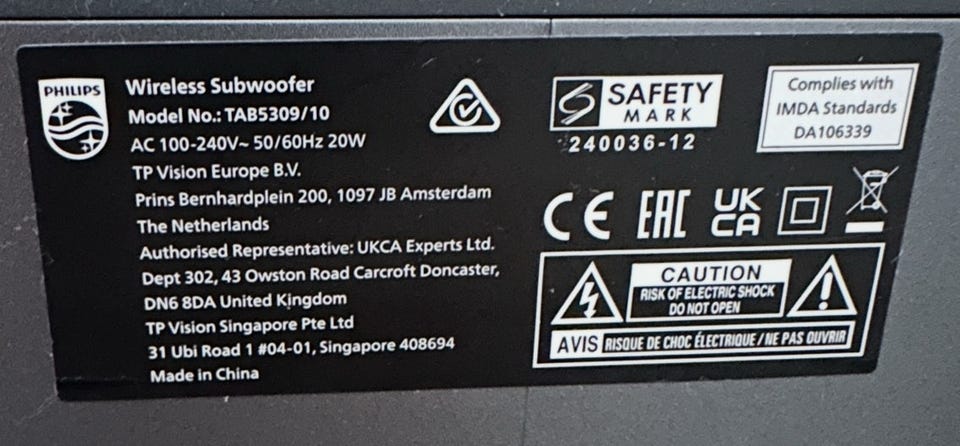 PHILIPS
Wireless Subwoofer
Model No.: TAB5309/10
AC 100-240V~ 50/60Hz 20W
TP Vision Europe B.V.
Prins Bernhardplein 200, 1097 JB Amsterdam
The Netherlands
Authorised Representative: UKCA Experts Ltd.
Dept 302, 43 Owston Road Carcroft Doncaster,
DN6 8DA United Kingdom
TP Vision Singapore Pte Ltd
31 Ubi Road 1 #04-01, Singapore 408694
Made in China
SAFETY
MARK
240036-12
Complies with
IMDA Standards
DA106339
CE EAC UK
CA
CAUTION
RISK OF ELECTRIC SHOCK
DO NOT OPEN
AVIS RISQUE DE CHOC ÉLECTRIQUE/NE PAS OUVRIR